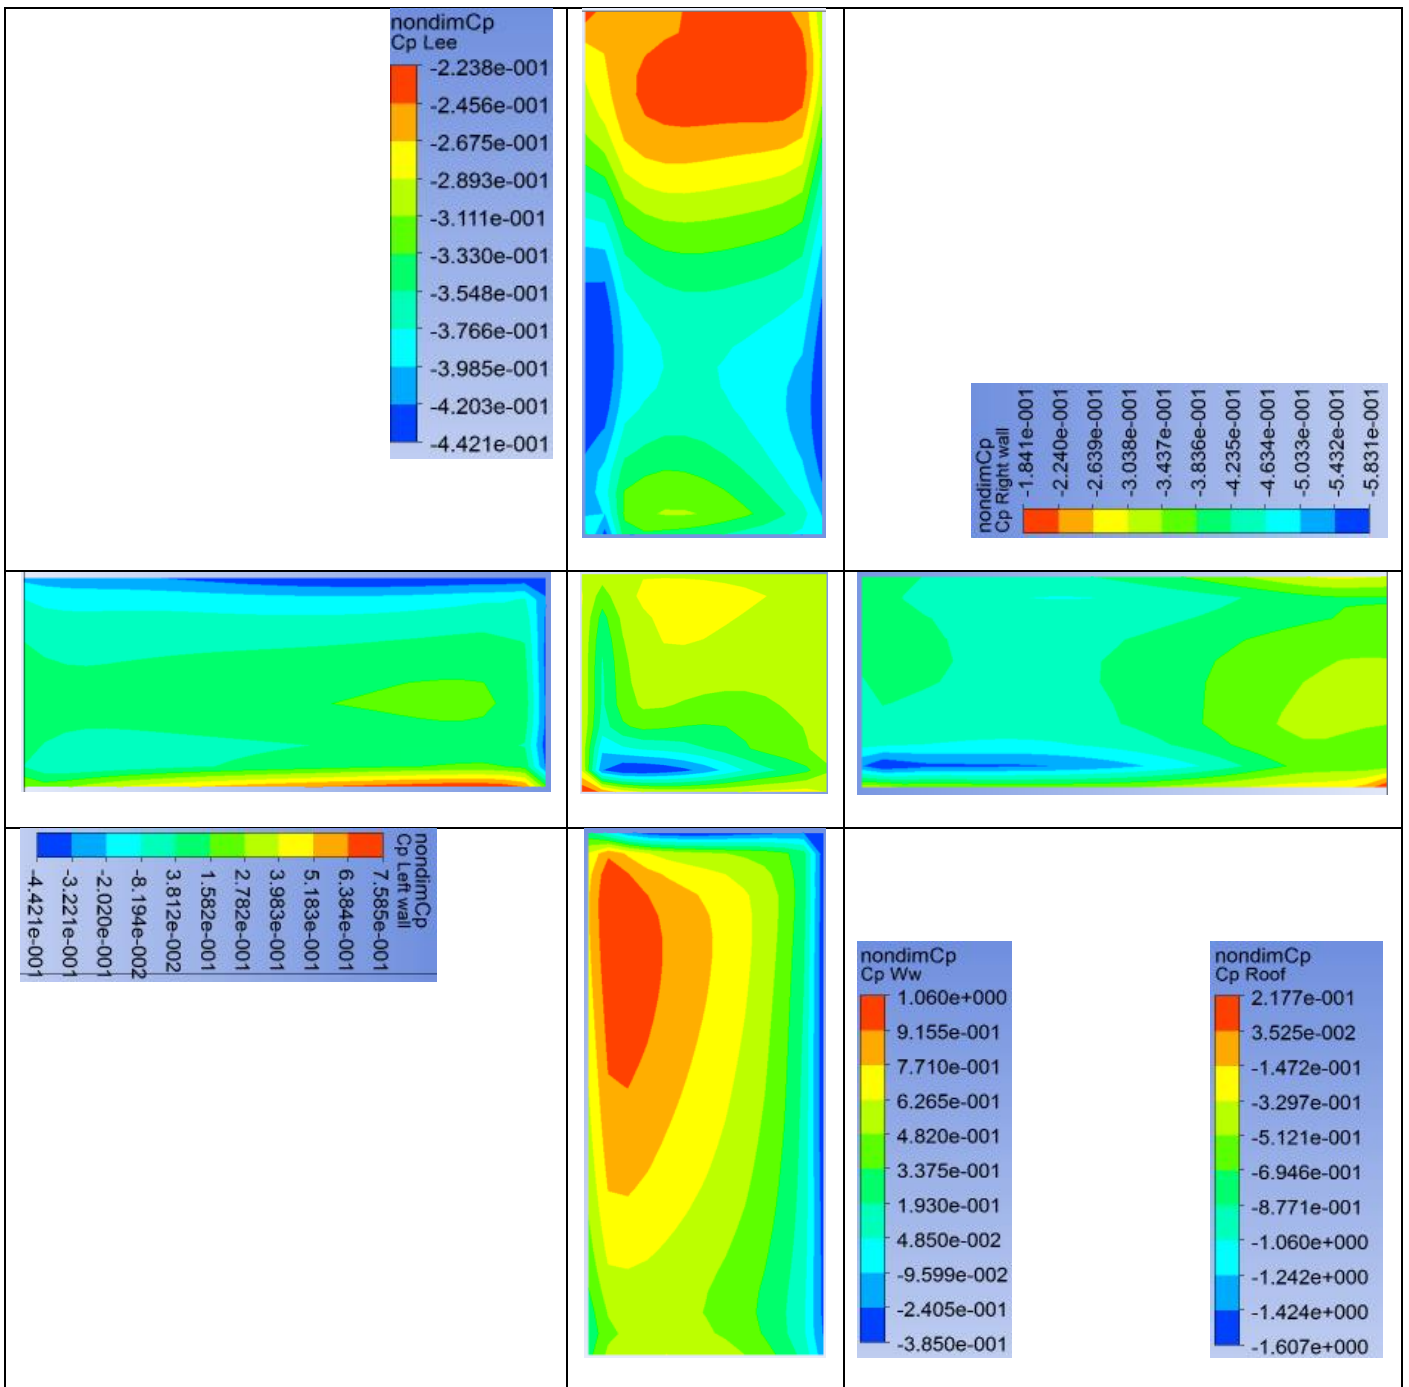 nondimCp
Cp Lee
-2.238e-001
-2.456e-001
-2.675e-001
-2.893e-001
-3.111e-001
-3.330e-001
-3.548e-001
-3.766e-001
-3.985e-001
-4.203e-001
-4.421e-001
nondimCp
Cp Right wall
-1.841e-001
-2.240e-001
-2.639e-001
-3.038e-001
-3.437e-001
-3.836e-001
-4.235e-001
-4.634e-001
-5.033e-001
-5.432e-001
-5.831e-001
nondimCp
Cp Left wall
7.585e-001
6.384e-001
5.183e-001
3.983e-001
2.782e-001
1.582e-001
3.812e-002
-8.194e-002
-2.020e-001
-3.221e-001
-4.421e-001
nondimCp
Cp Ww
1.060e+000
9.155e-001
7.710e-001
6.265e-001
4.820e-001
3.375e-001
1.930e-001
4.850e-002
-9.599e-002
-2.405e-001
-3.850e-001
nondimCp
Cp Roof
2.177e-001
3.525e-002
-1.472e-001
-3.297e-001
-5.121e-001
-6.946e-001
-8.771e-001
-1.060e+000
-1.242e+000
-1.424e+000
-1.607e+000